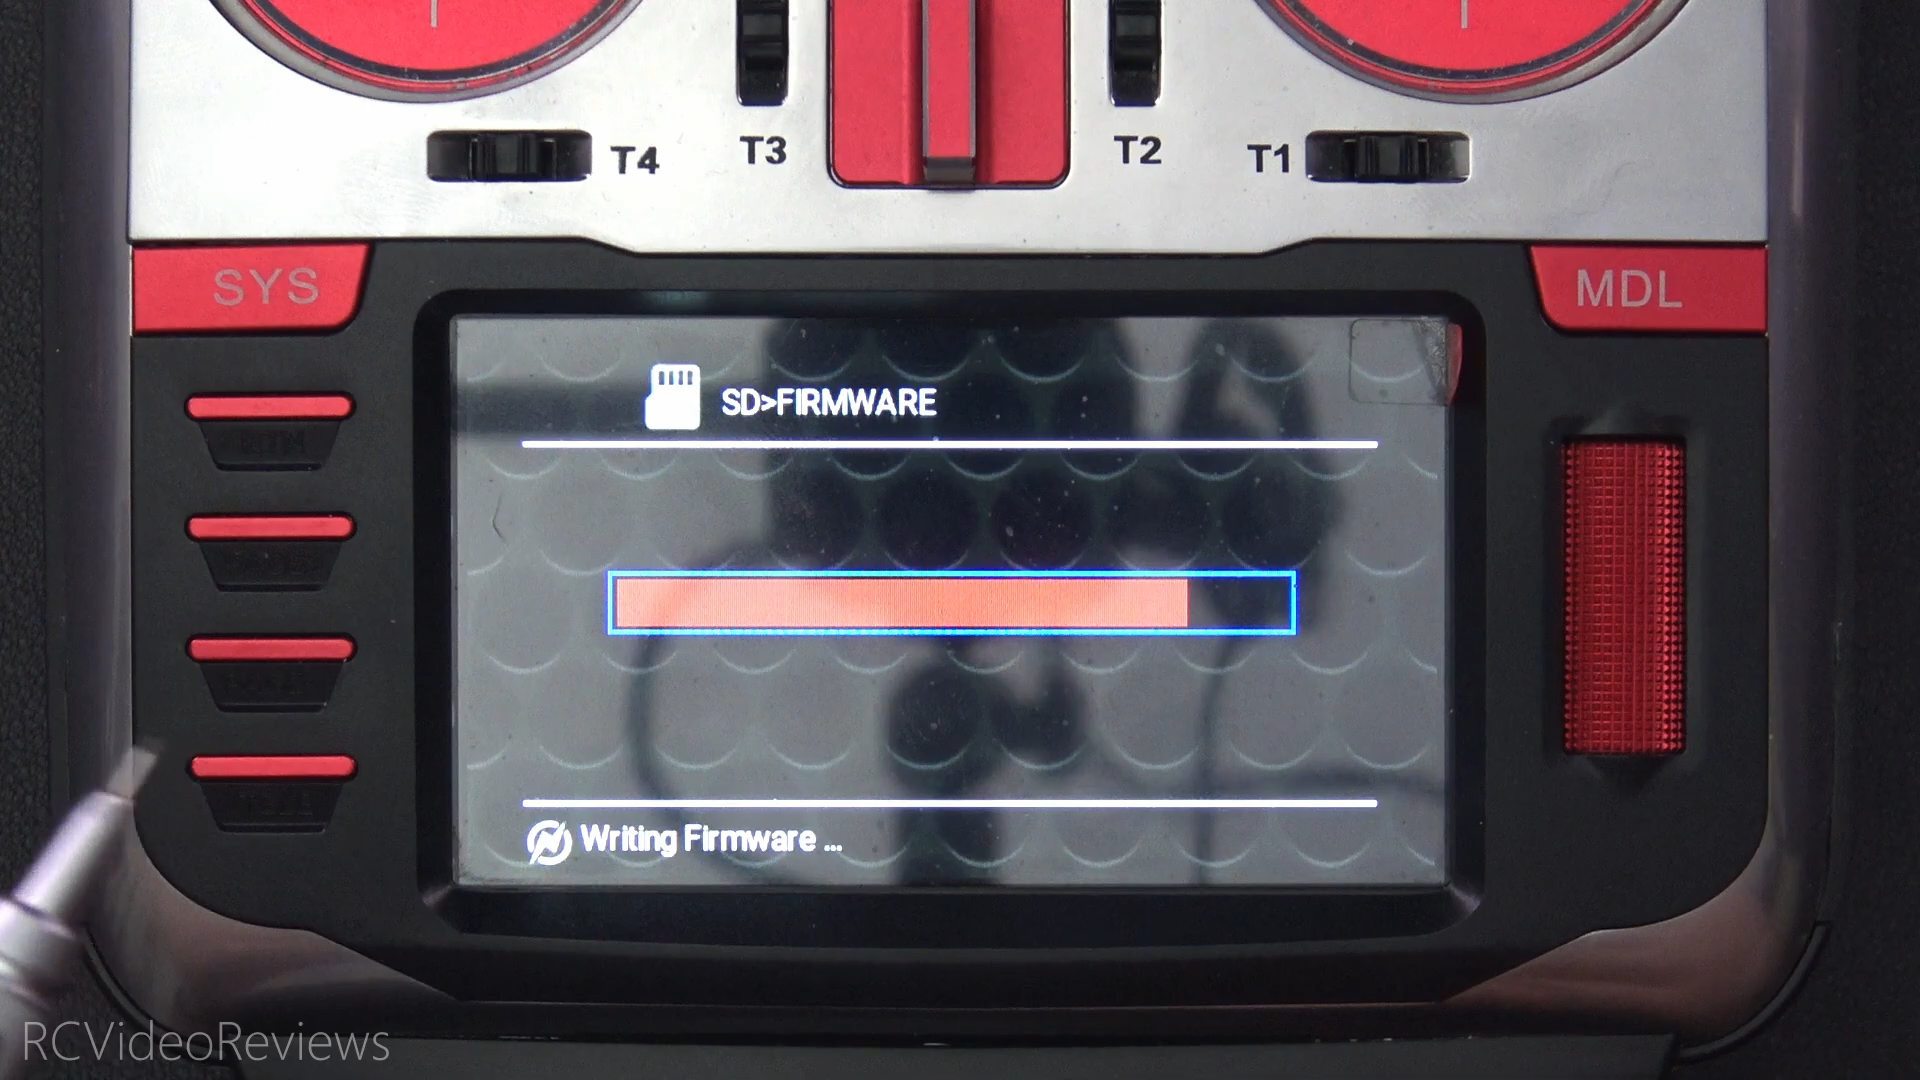 T4
T3
T2
T1
SYS
MDL
SD>FIRMWARE
Writing Firmware ...
RCVideoReviews